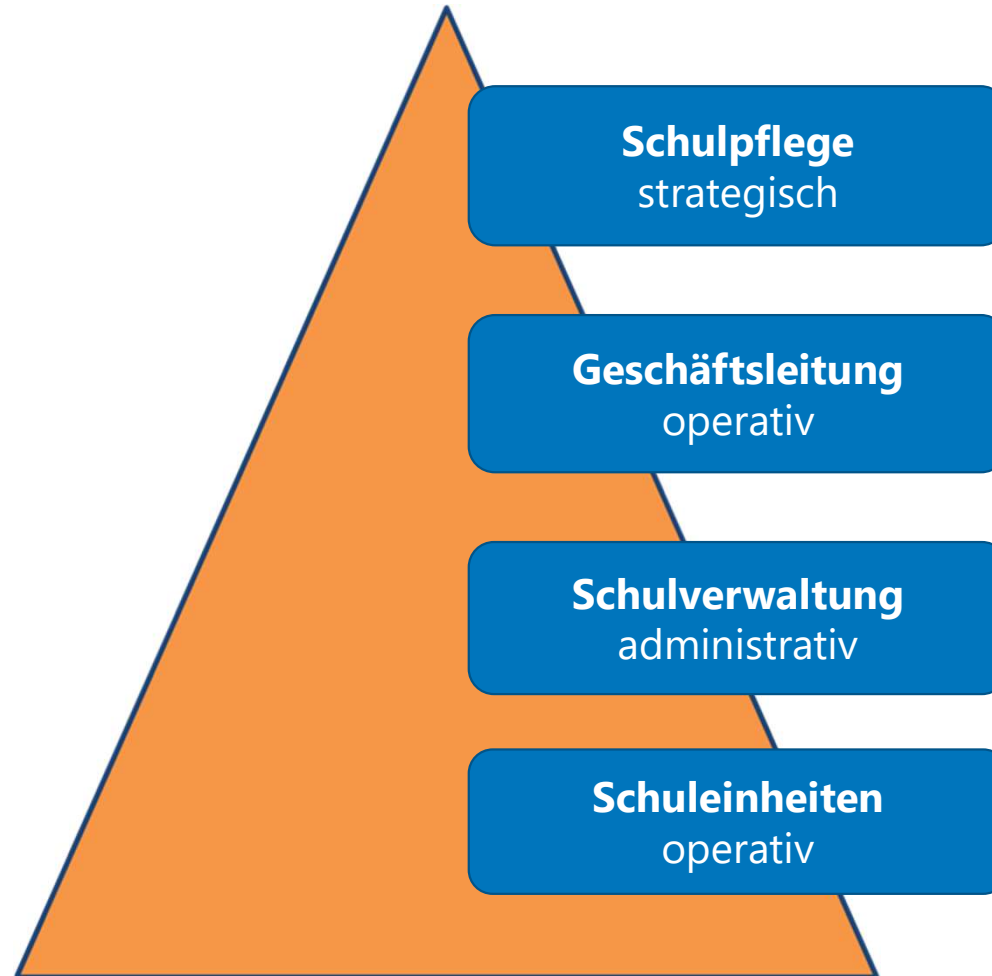 Schulpflege
strategisch
Geschäftsleitung
operativ
Schulverwaltung
administrativ
Schuleinheiten
operativ